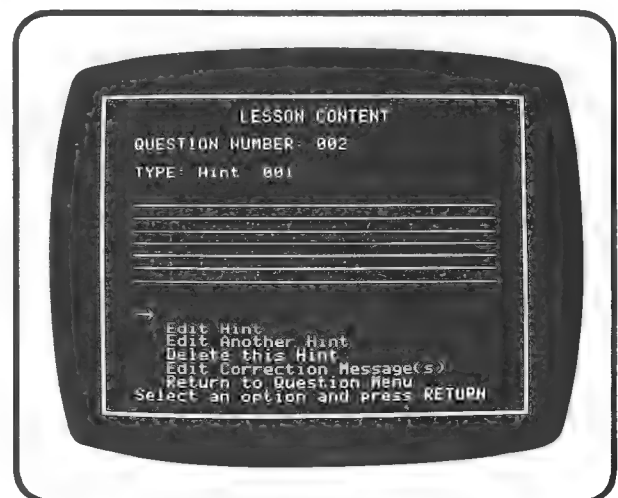 LESSON CONTENT
QUESTION NUMBER: 002
TYPE: Hint 001
→
Edit Hint
Edit Another Hint
Delete this Hint
Edit Correction Message(s)
Return to Question Menu
Select an option and press RETURN